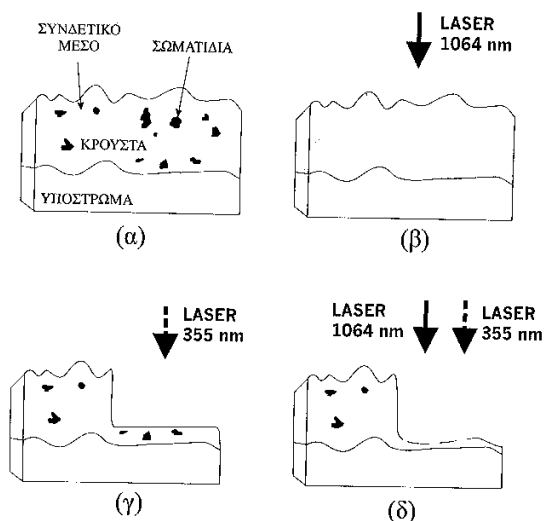 ΣΥΝΔΕΤΙΚΟ
ΜΕΣΟ
ΣΩΜΑΤΙΔΙΑ
ΚΡΟΥΣΤΑ
ΥΠΟΣΤΡΩΜΑ
(α)
LASER
1064 nm
(β)
LASER
355 nm
(γ)
LASER
1064 nm
LASER
355 nm
(δ)